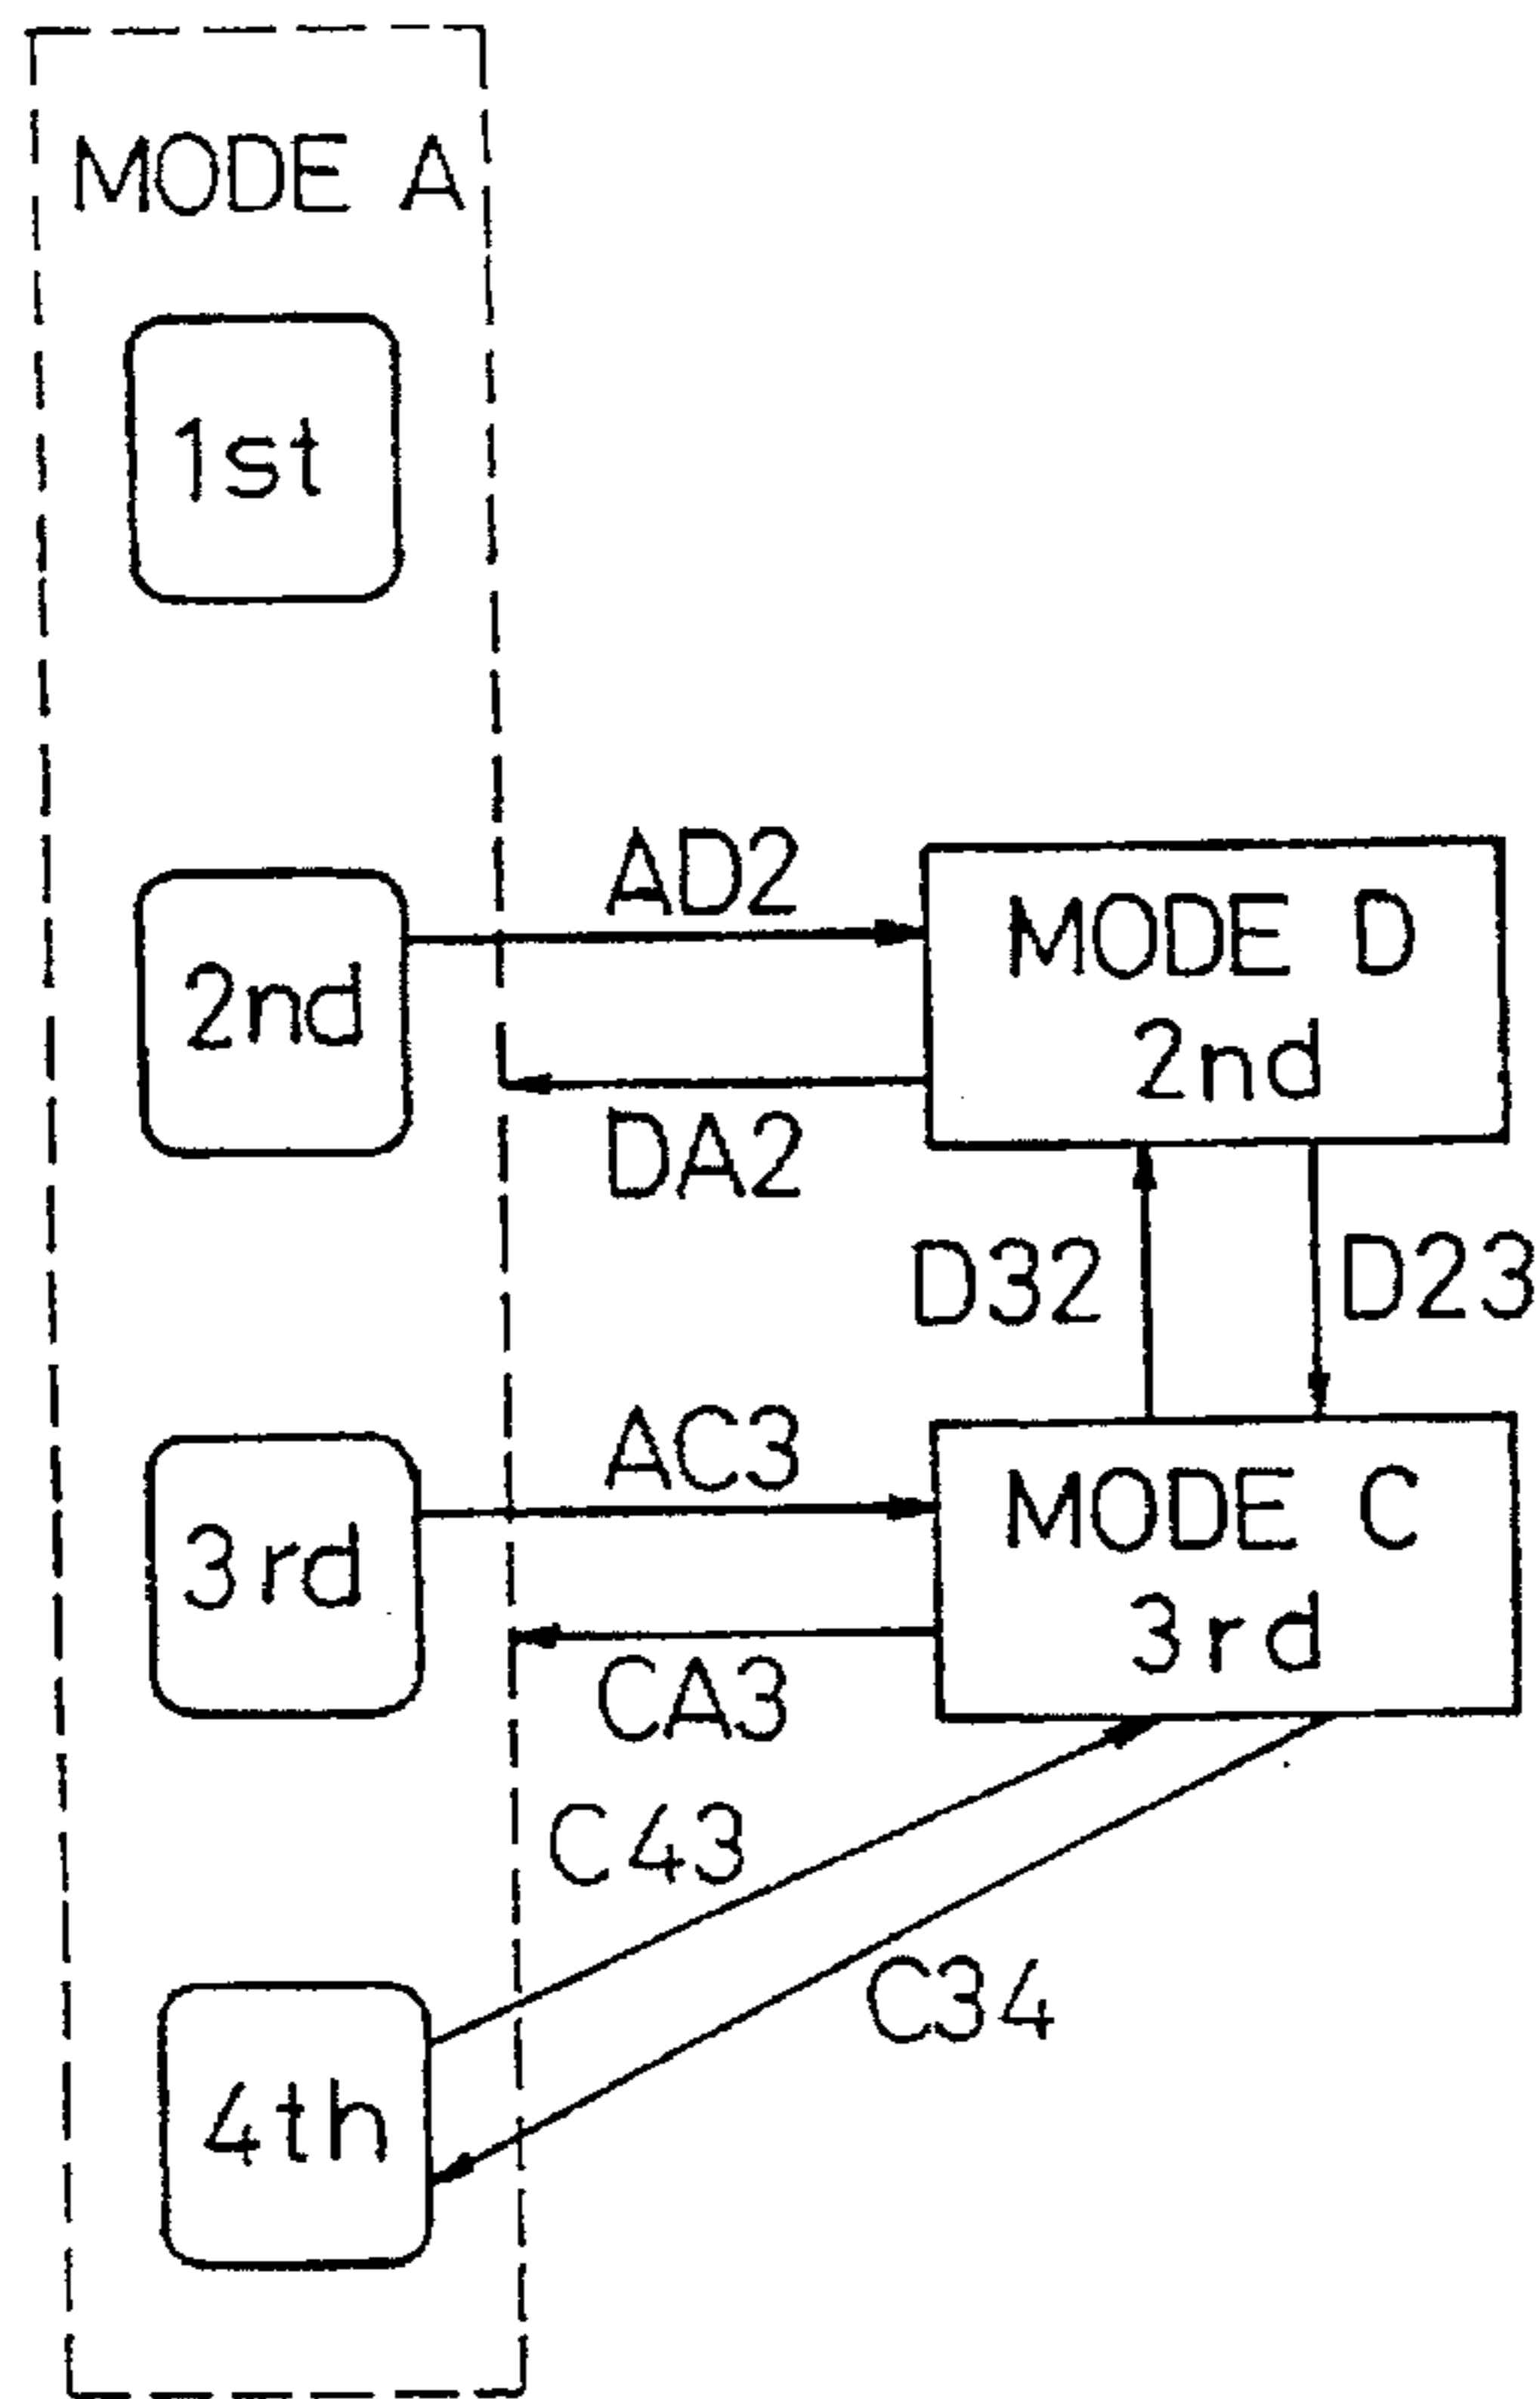 MODE A
1st
AD2
MODE D
2nd
2nd
DA2
D32
D23
AC3
MODE C
3rd
3rd
CA3
C43
C34
4th